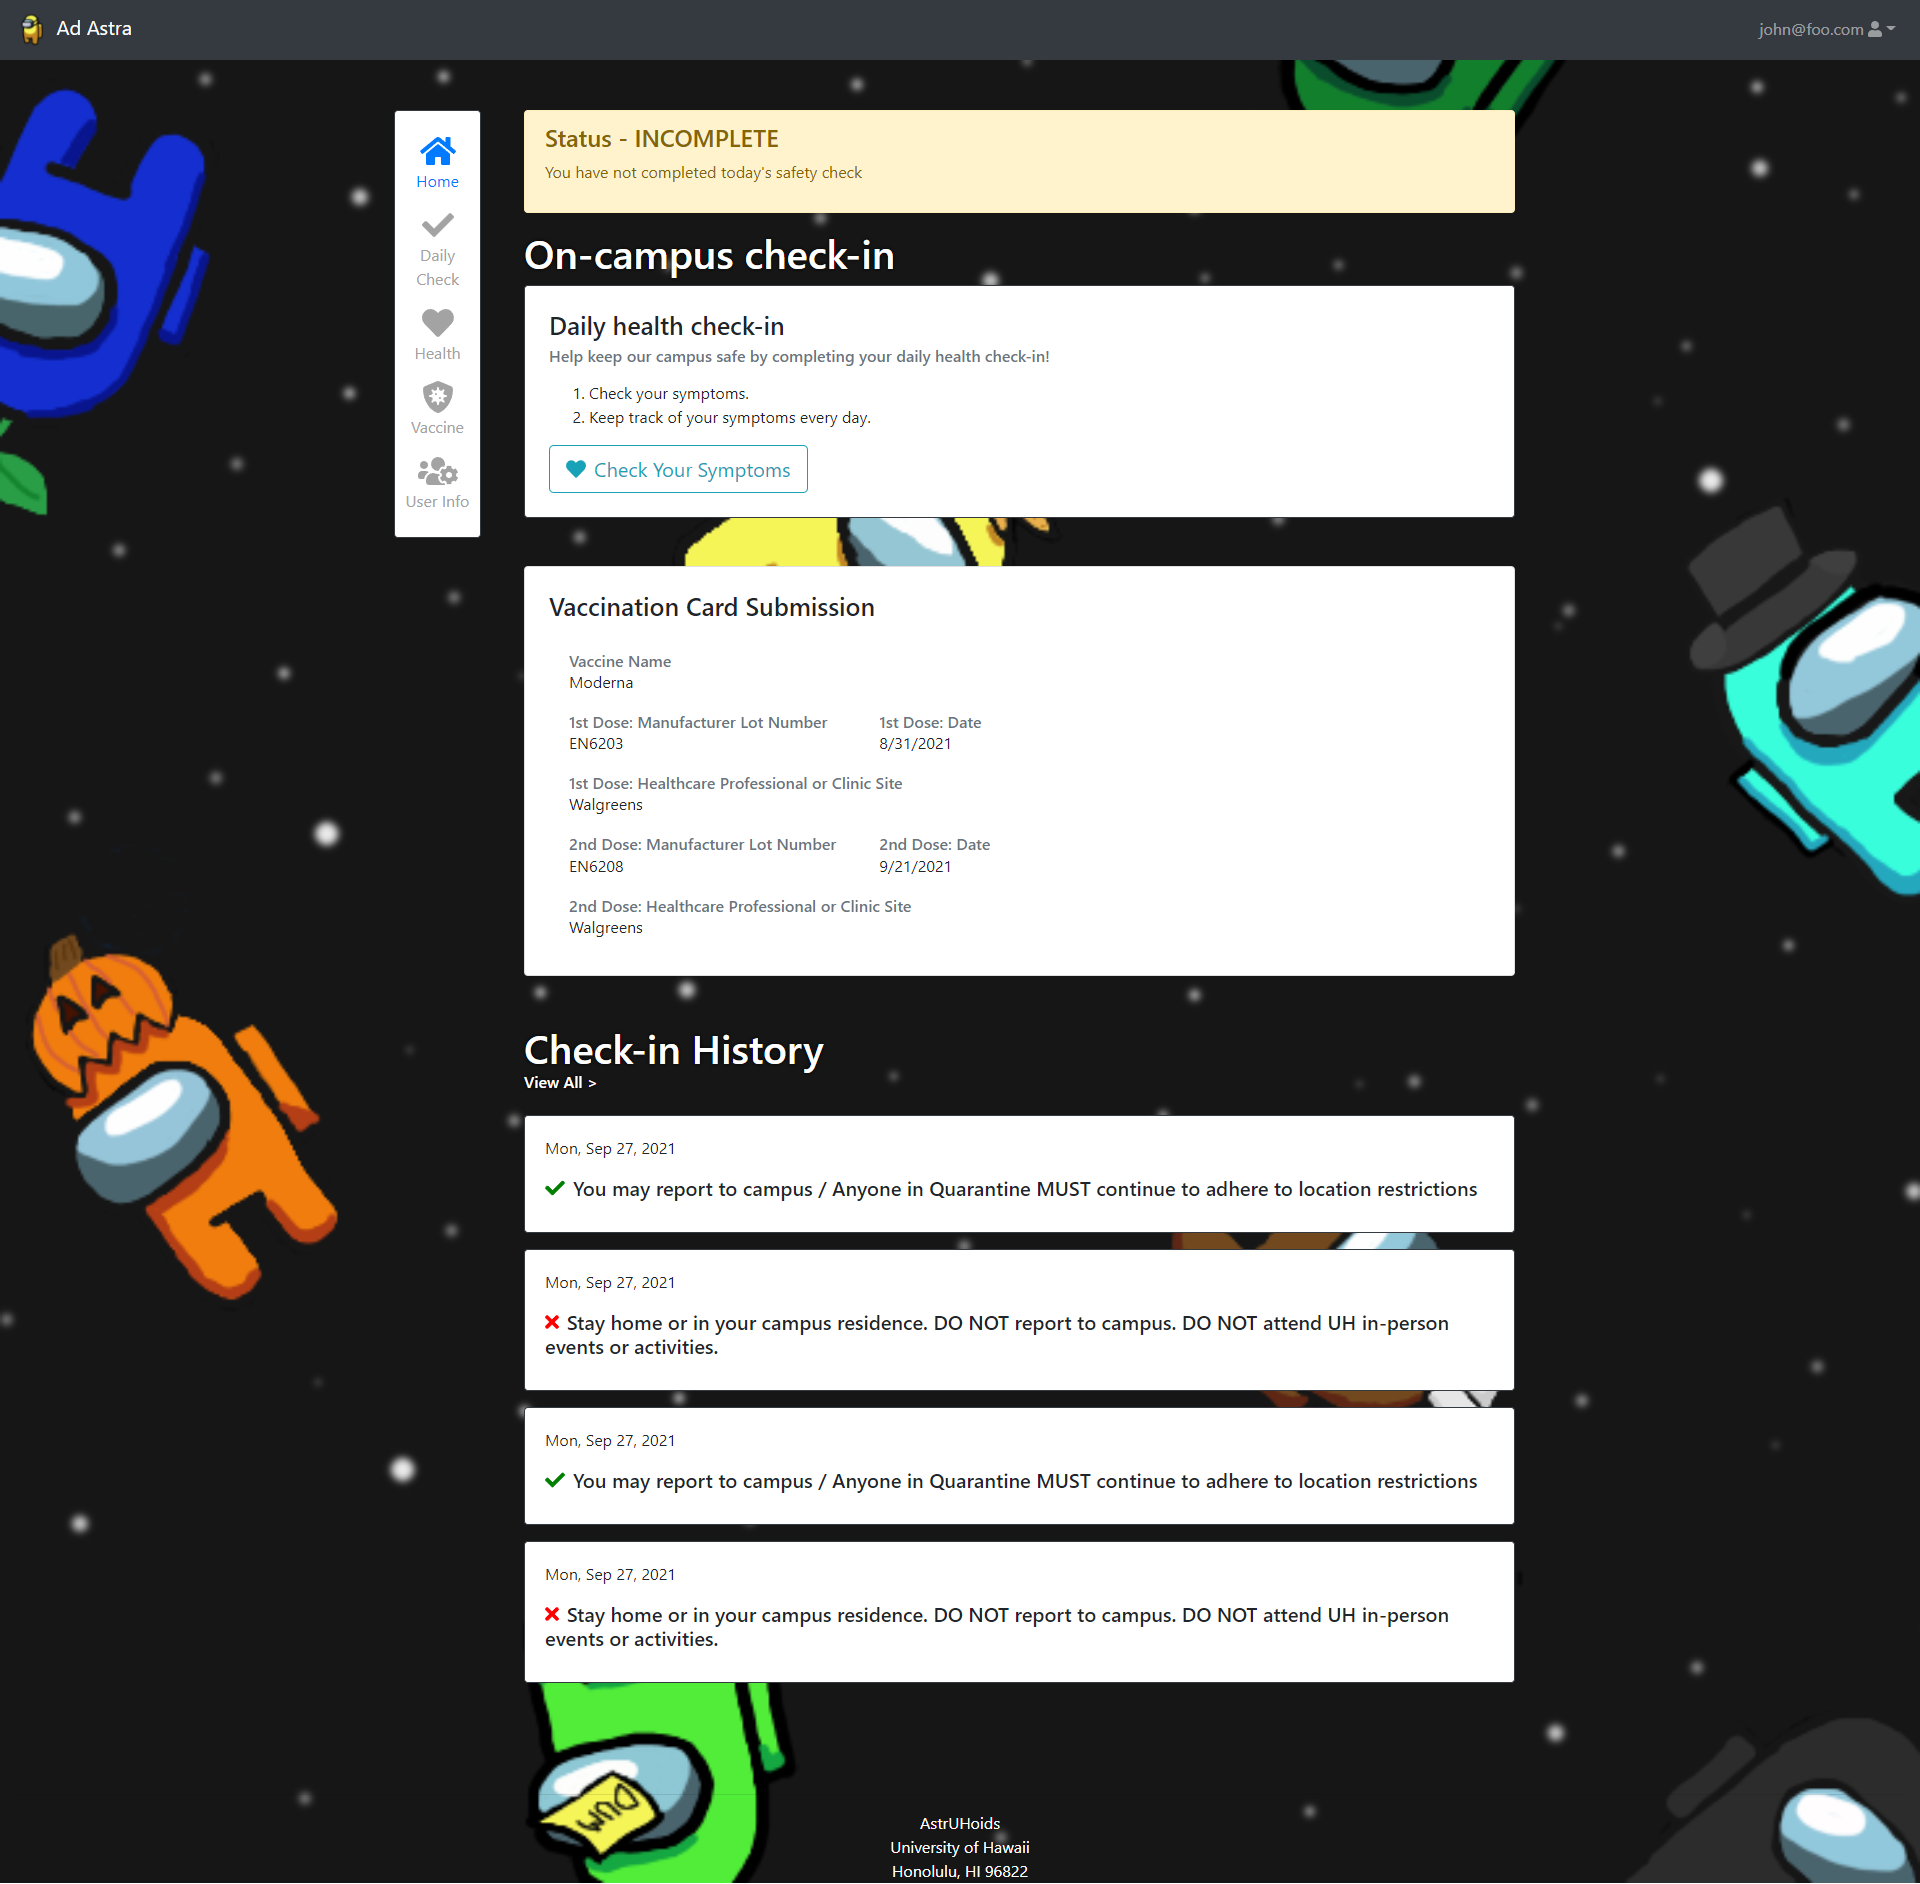 Ad Astra
john@foo.com
Home
Daily
Check
Health
Vaccine
User Info
Status - INCOMPLETE
You have not completed today's safety check
On-campus check-in
Daily health check-in
Help keep our campus safe by completing your daily health check-in!
1. Check your symptoms.
2. Keep track of your symptoms every day.
Check Your Symptoms
Vaccination Card Submission
Vaccine Name
Moderna
1st Dose: Manufacturer Lot Number
EN6203
1st Dose: Date
8/31/2021
1st Dose: Healthcare Professional or Clinic Site
Walgreens
2nd Dose: Manufacturer Lot Number
EN6208
2nd Dose: Date
9/21/2021
2nd Dose: Healthcare Professional or Clinic Site
Walgreens
Check-in History
View All >
Mon, Sep 27, 2021
You may report to campus / Anyone in Quarantine MUST continue to adhere to location restrictions
Mon, Sep 27, 2021
Stay home or in your campus residence. DO NOT report to campus. DO NOT attend UH in-person
events or activities.
Mon, Sep 27, 2021
You may report to campus / Anyone in Quarantine MUST continue to adhere to location restrictions
Mon, Sep 27, 2021
Stay home or in your campus residence. DO NOT report to campus. DO NOT attend UH in-person
events or activities.
DUM
AstrUHoids
University of Hawaii
Honolulu, HI 96822